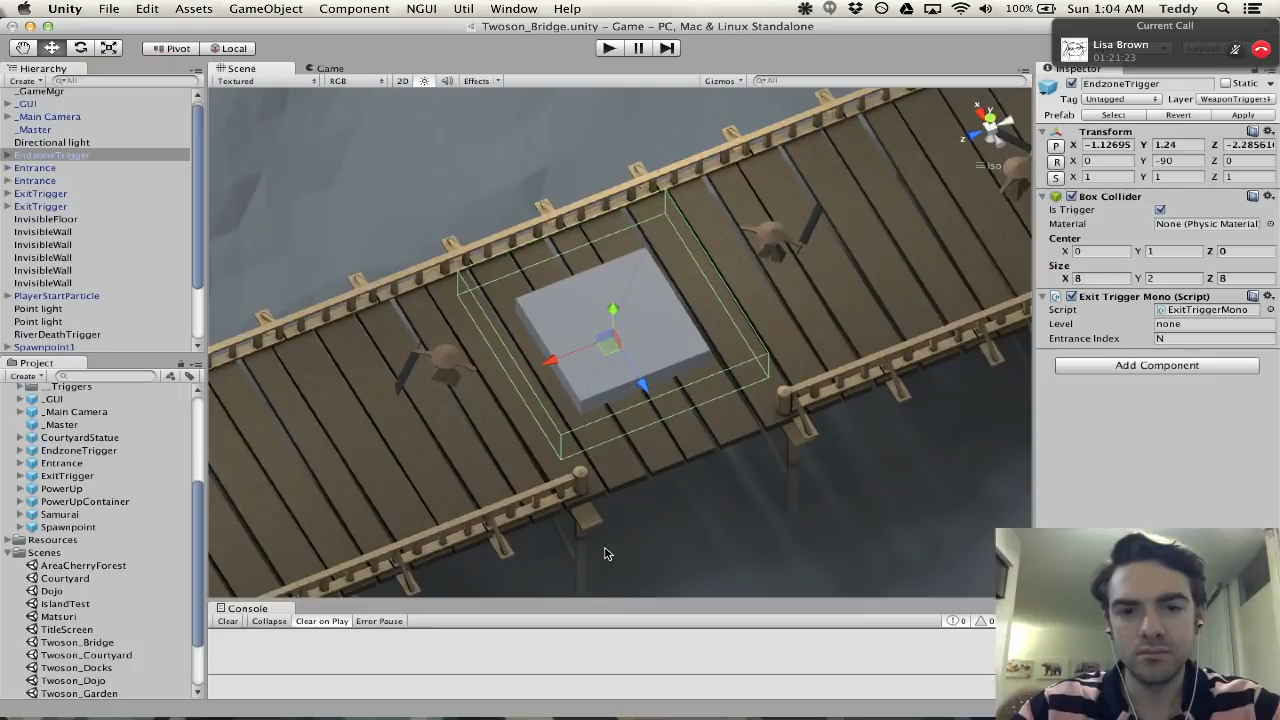 Unity File Edit Assets GameObject Component NGUI Util Window Help 100% Sun 1:04 AM Teddy
Twoson_Bridge.unity - Game - PC, Mac & Linux Standalone
Current Call
Lisa Brown
01:21:23
Pivot Local
Hierarchy
Create All
_GameMgr
_GUI
_Main Camera
_Master
Directional light
EndzoneTrigger
Entrance
Entrance
ExitTrigger
ExitTrigger
InvisibleFloor
InvisibleWall
InvisibleWall
InvisibleWall
InvisibleWall
InvisibleWall
PlayerStartParticle
Point light
Point light
RiverDeathTrigger
Spawnpoint1
Project
Create
__Triggers
_GUI
_Main Camera
_Master
CourtyardStatue
EndzoneTrigger
Entrance
ExitTrigger
PowerUp
PowerUpContainer
Samurai
Spawnpoint
Resources
Scenes
AreaCherryForest
Courtyard
Dojo
IslandTest
Matsuri
TitleScreen
Twoson_Bridge
Twoson_Courtyard
Twoson_Docks
Twoson_Dojo
Twoson_Garden
Scene Game
Textured RGB 2D Effects Gizmos All
x y
z
Iso
Console
Clear Collapse Clear on Play Error Pause 0 0
Inspector
EndzoneTrigger Static
Tag Untagged Layer WeaponTriggers
Prefab Select Revert Apply
Transform
P X -1.12695 Y 1.24 Z -2.28561
R X 0 Y -90 Z 0
S X 1 Y 1 Z 1
Box Collider
Is Trigger
Material None (Physic Material
Center
X 0 Y 1 Z 0
Size
X 8 Y 2 Z 8
Exit Trigger Mono (Script)
Script ExitTriggerMono
Level none
Entrance Index N
Add Component